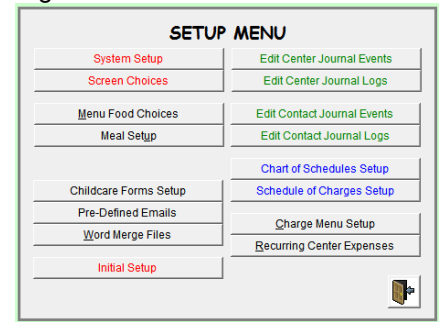 SETUP MENU
System Setup
Screen Choices
Menu Food Choices
Meal Setup
Childcare Forms Setup
Pre-Defined Emails
Word Merge Files
Initial Setup
Edit Center Journal Events
Edit Center Journal Logs
Edit Contact Journal Events
Edit Contact Journal Logs
Chart of Schedules Setup
Schedule of Charges Setup
Charge Menu Setup
Recurring Center Expenses